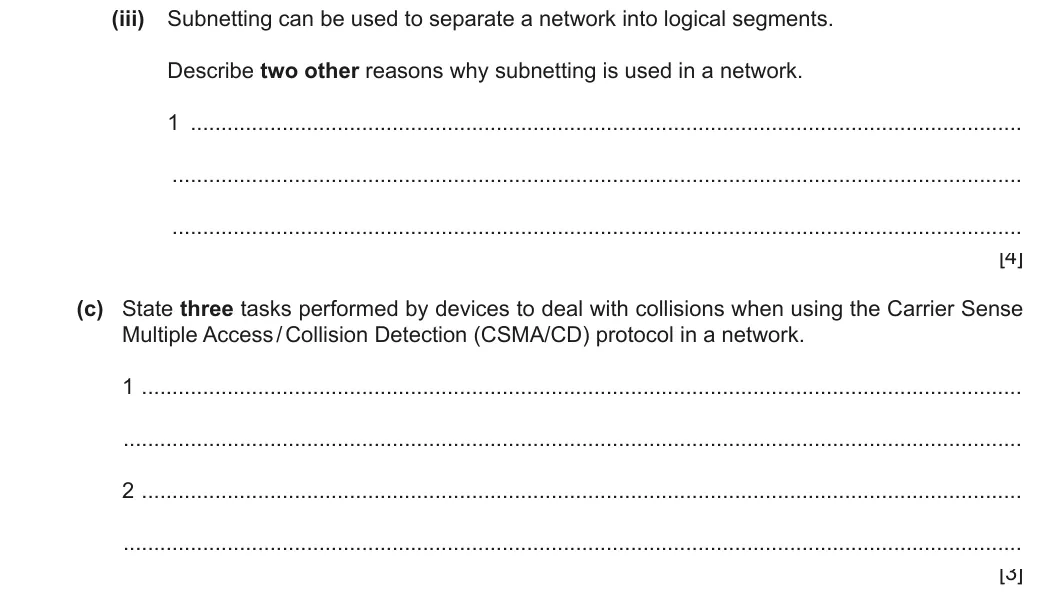 (iii) Subnetting can be used to separate a network into logical segments.
Describe two other reasons why subnetting is used in a network.
1 ........................................................................................................................................
...........................................................................................................................................
...........................................................................................................................................
[4]
(c) State three tasks performed by devices to deal with collisions when using the Carrier Sense
Multiple Access / Collision Detection (CSMA/CD) protocol in a network.
1 ................................................................................................................................................
...................................................................................................................................................
2 ................................................................................................................................................
...................................................................................................................................................
[3]